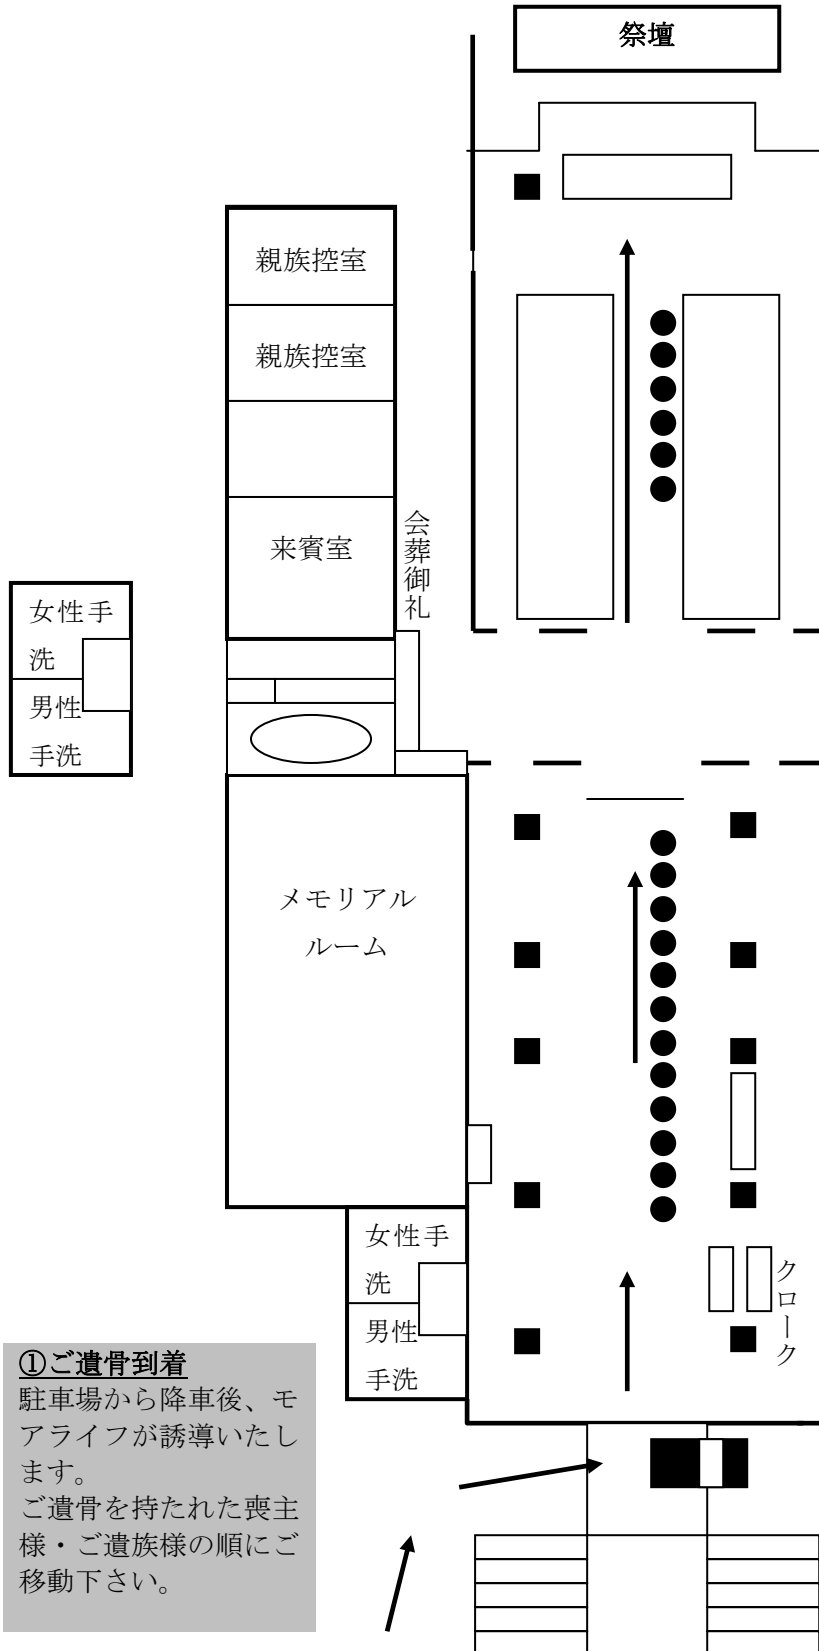 祭壇
親族控室
親族控室
来賓室
会葬御礼
女性手
洗
男性
手洗
メモリアル
ルーム
女性手
洗
男性
手洗
クローク
①ご遺骨到着
駐車場から降車後、モ
アライフが誘導いたし
ます。
ご遺骨を持たれた喪主
様・ご遺族様の順にご
移動下さい。